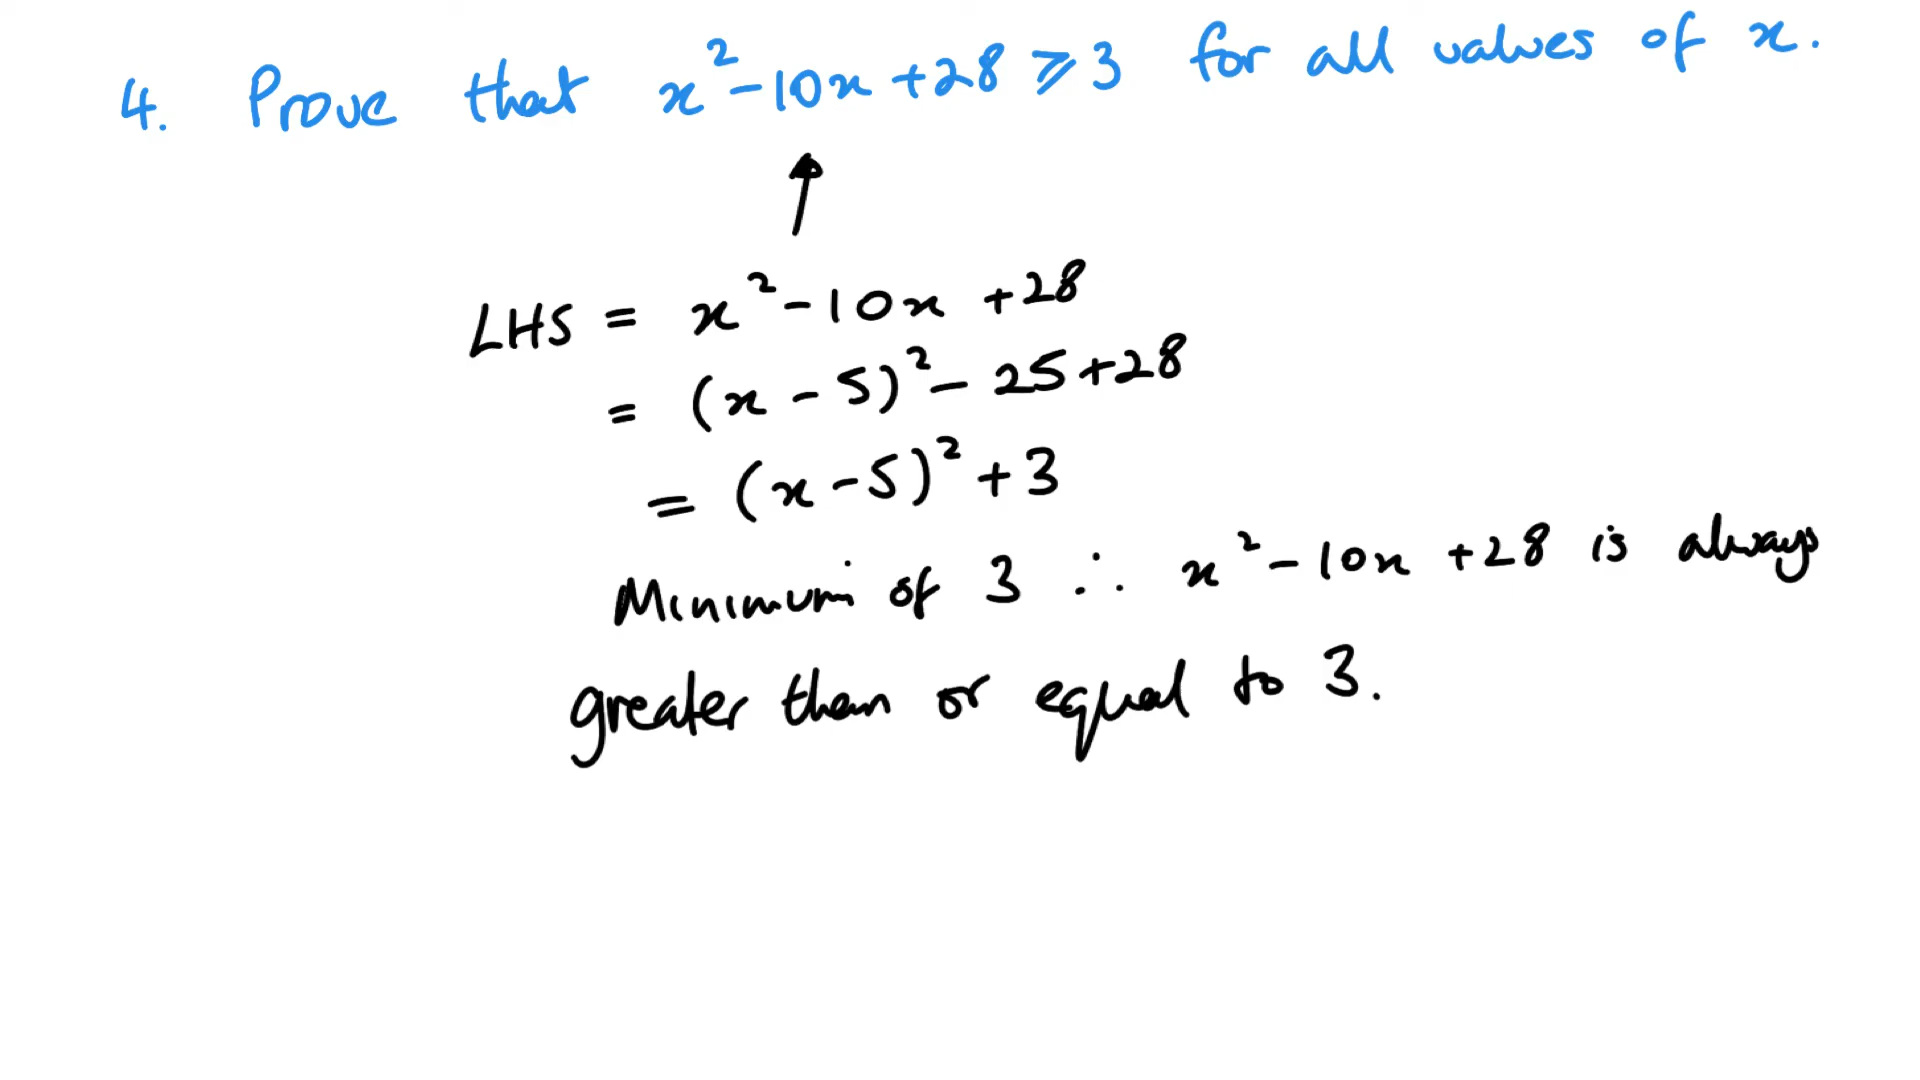 4. Prove that x² - 10x + 28 ⩾ 3 for all values of x.
LHS = x² - 10x + 28
= (x - 5)² - 25 + 28
= (x - 5)² + 3
Minimum of 3 ∴ x² - 10x + 28 is always
greater than or equal to 3.